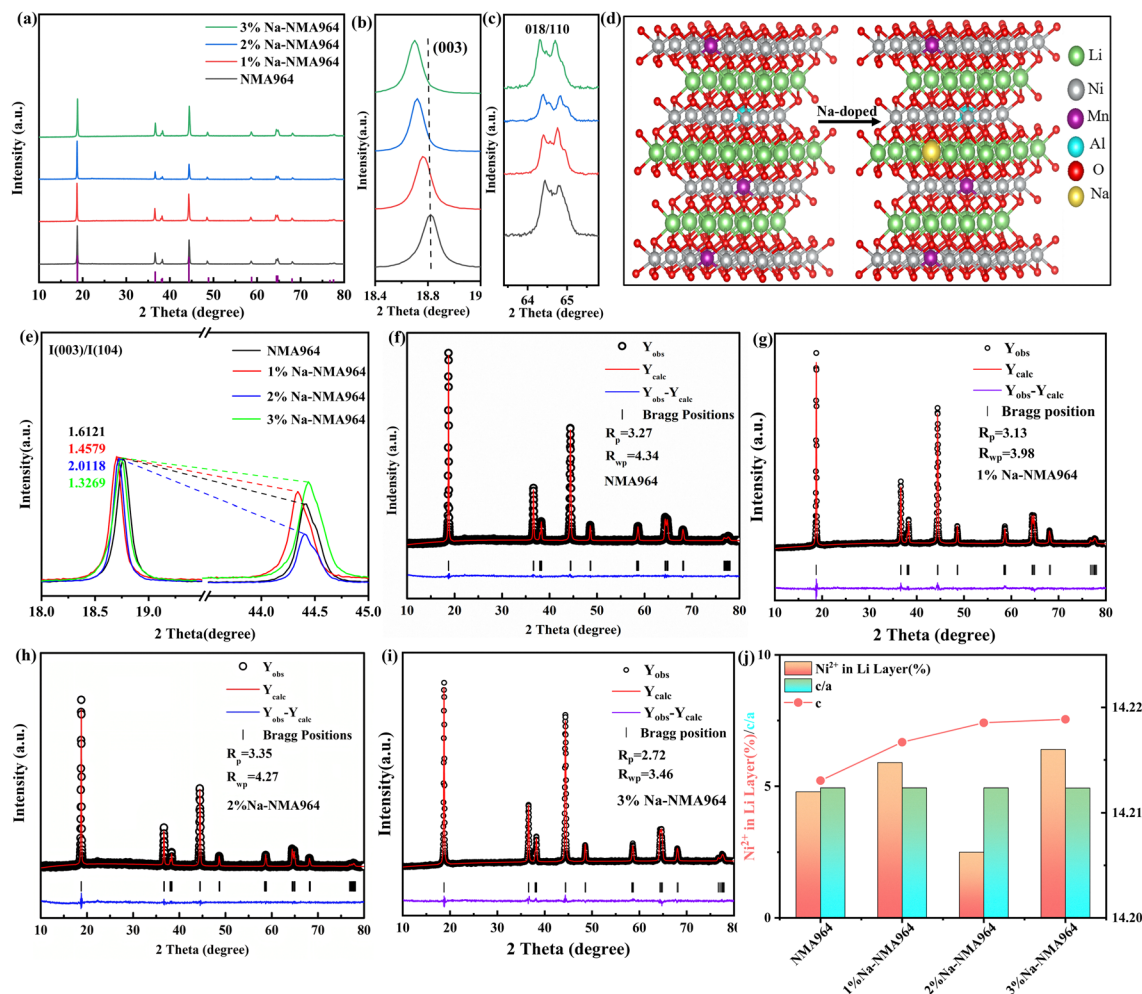 (a)
3% Na-NMA964
2% Na-NMA964
1% Na-NMA964
NMA964
Intensity (a.u.)
10 20 30 40 50 60 70 80
2 Theta (degree)
(b)
(003)
Intensity(a.u.)
18.4 18.8 19
2 Theta (degree)
(c)
018/110
Intensity (a.u.)
64 65
2 Theta (degree)
(d)
Na-doped
Li
Ni
Mn
Al
O
Na
(e)
I(003)/I(104)
NMA964
1% Na-NMA964
2% Na-NMA964
3% Na-NMA964
1.6121
1.4579
2.0118
1.3269
Intensity (a.u.)
18.0 18.5 19.0 44.0 44.5 45.0
2 Theta(degree)
(f)
Yobs
Ycalc
Yobs-Ycalc
Bragg Positions
Rp=3.27
Rwp=4.34
NMA964
Indensity (a.u.)
10 20 30 40 50 60 70 80
2 Theta (degree)
(g)
Yobs
Ycalc
Yobs-Ycalc
Bragg position
Rp=3.13
Rwp=3.98
1% Na-NMA964
Intensity (a.u.)
10 20 30 40 50 60 70 80
2 Theta (degree)
(h)
Yobs
Ycalc
Yobs-Ycalc
Bragg Positions
Rp=3.35
Rwp=4.27
2%Na-NMA964
Intensity (a.u.)
10 20 30 40 50 60 70 80
2 Theta (degree)
(i)
Yobs
Ycalc
Yobs-Ycalc
Bragg position
Rp=2.72
Rwp=3.46
3% Na-NMA964
Intensity(a.u.)
10 20 30 40 50 60 70 80
2 Theta (degree)
(j)
Ni²⁺ in Li Layer(%)
c/a
c
Ni²⁺ in Li Layer(%)/c/a
10
5
0
14.22
14.21
14.20
NMA964
1%Na-NMA964
2%Na-NMA964
3%Na-NMA964